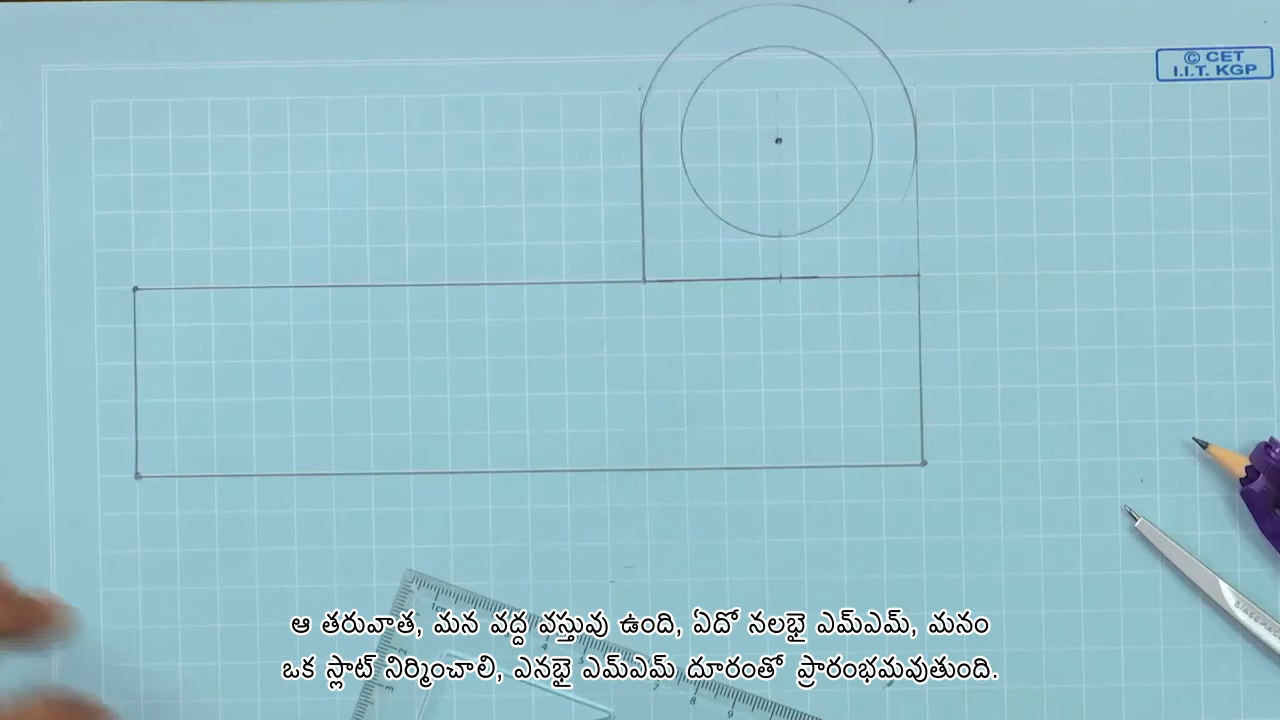 © CET
I.I.T. KGP
ఆ తరువాత, మన వద్ద వస్తువు ఉంది, ఏదో నలభై ఎమ్ఎమ్, మనం
ఒక స్లాట్ నిర్మించాలి, ఎనభై ఎమ్ఎమ్ దూరంతో ప్రారంభమవుతుంది.